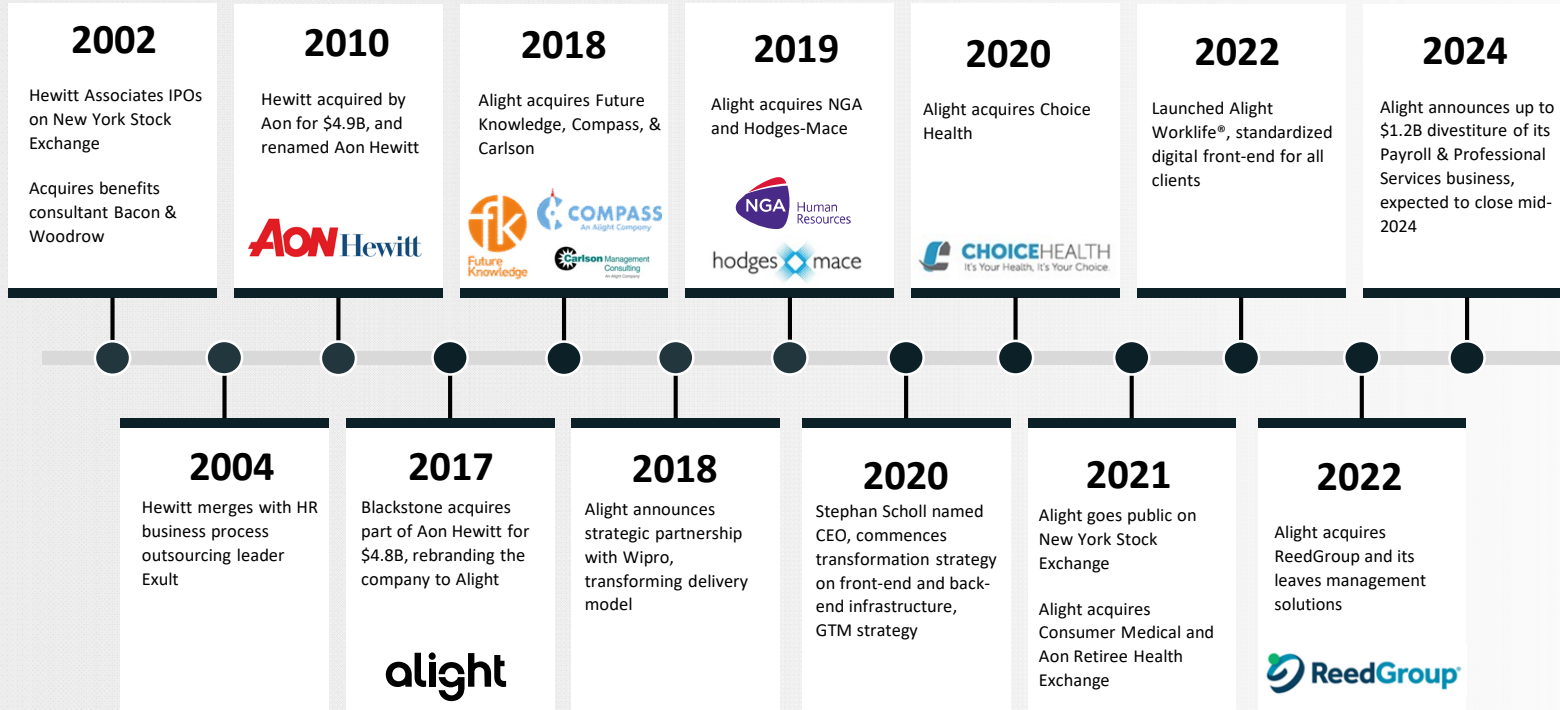 2002
Hewitt Associates IPOs
on New York Stock
Exchange
Acquires benefits
consultant Bacon &
Woodrow
2010
Hewitt acquired by
Aon for $4.9B, and
renamed Aon Hewitt
AON Hewitt
2018
Alight acquires Future
Knowledge, Compass, &
Carlson
fk
Future
Knowledge
COMPASS
An Alight Company
Carlson Management
Consulting
An Alight Company
2019
Alight acquires NGA
and Hodges-Mace
NGA Human
Resources
hodges mace
2020
Alight acquires Choice
Health
CHOICEHEALTH
It's Your Health, It's Your Choice.
2022
Launched Alight
Worklife®, standardized
digital front-end for all
clients
2024
Alight announces up to
$1.2B divestiture of its
Payroll & Professional
Services business,
expected to close mid-
2024
2004
Hewitt merges with HR
business process
outsourcing leader
Exult
2017
Blackstone acquires
part of Aon Hewitt for
$4.8B, rebranding the
company to Alight
alight
2018
Alight announces
strategic partnership
with Wipro,
transforming delivery
model
2020
Stephan Scholl named
CEO, commences
transformation strategy
on front-end and back-
end infrastructure,
GTM strategy
2021
Alight goes public on
New York Stock
Exchange
Alight acquires
Consumer Medical and
Aon Retiree Health
Exchange
2022
Alight acquires
ReedGroup and its
leaves management
solutions
ReedGroup